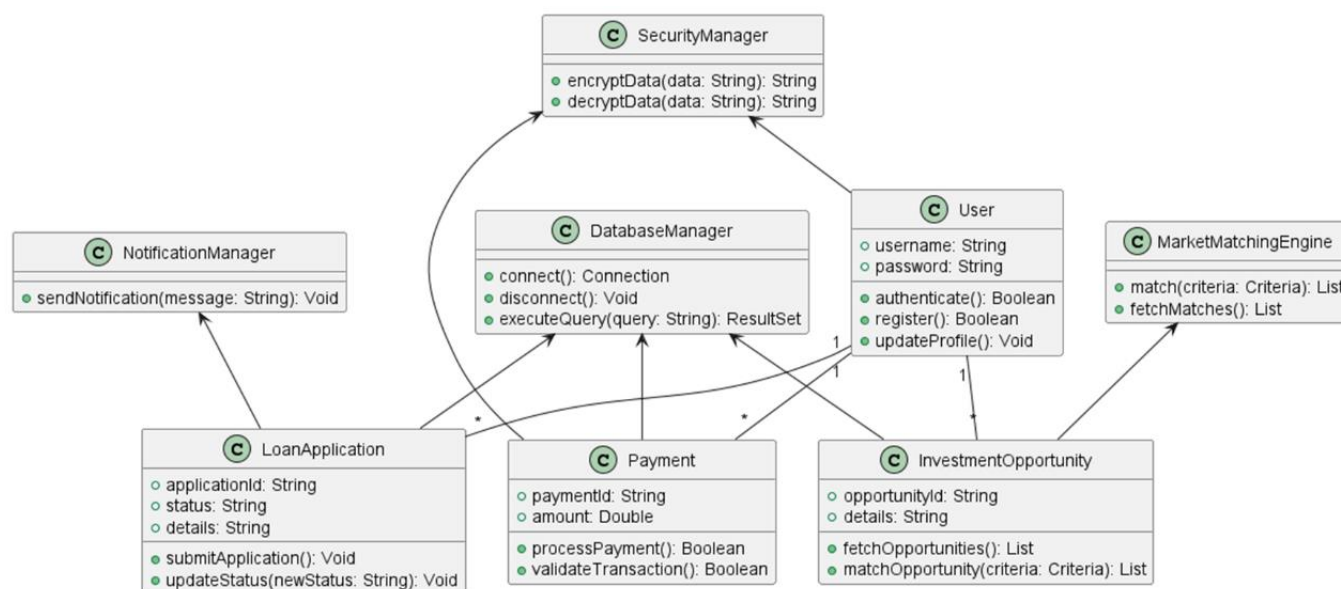 C SecurityManager
encryptData(data: String): String
decryptData(data: String): String
C User
username: String
password: String
authenticate(): Boolean
register(): Boolean
updateProfile(): Void
C DatabaseManager
connect(): Connection
disconnect(): Void
executeQuery(query: String): ResultSet
C MarketMatchingEngine
match(criteria: Criteria): List
fetchMatches(): List
C NotificationManager
sendNotification(message: String): Void
1
1
1
*
*
*
C LoanApplication
applicationId: String
status: String
details: String
submitApplication(): Void
updateStatus(newStatus: String): Void
C Payment
paymentId: String
amount: Double
processPayment(): Boolean
validateTransaction(): Boolean
C InvestmentOpportunity
opportunityId: String
details: String
fetchOpportunities(): List
matchOpportunity(criteria: Criteria): List